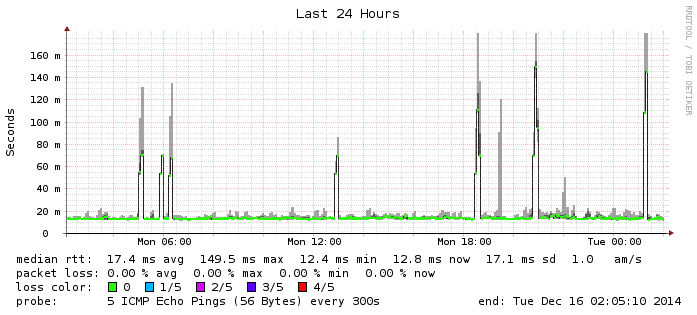 Last 24 Hours
RRDTOOL / TOBI OETIKER
Seconds
160 m
140 m
120 m
100 m
80 m
60 m
40 m
20 m
0
Mon 06:00 Mon 12:00 Mon 18:00 Tue 00:00
median rtt: 17.4 ms avg 149.5 ms max 12.4 ms min 12.8 ms now 17.1 ms sd 1.0 am/s
packet loss: 0.00 % avg 0.00 % max 0.00 % min 0.00 % now
loss color: 0 1/5 2/5 3/5 4/5
probe: 5 ICMP Echo Pings (56 Bytes) every 300s end: Tue Dec 16 02:05:10 2014